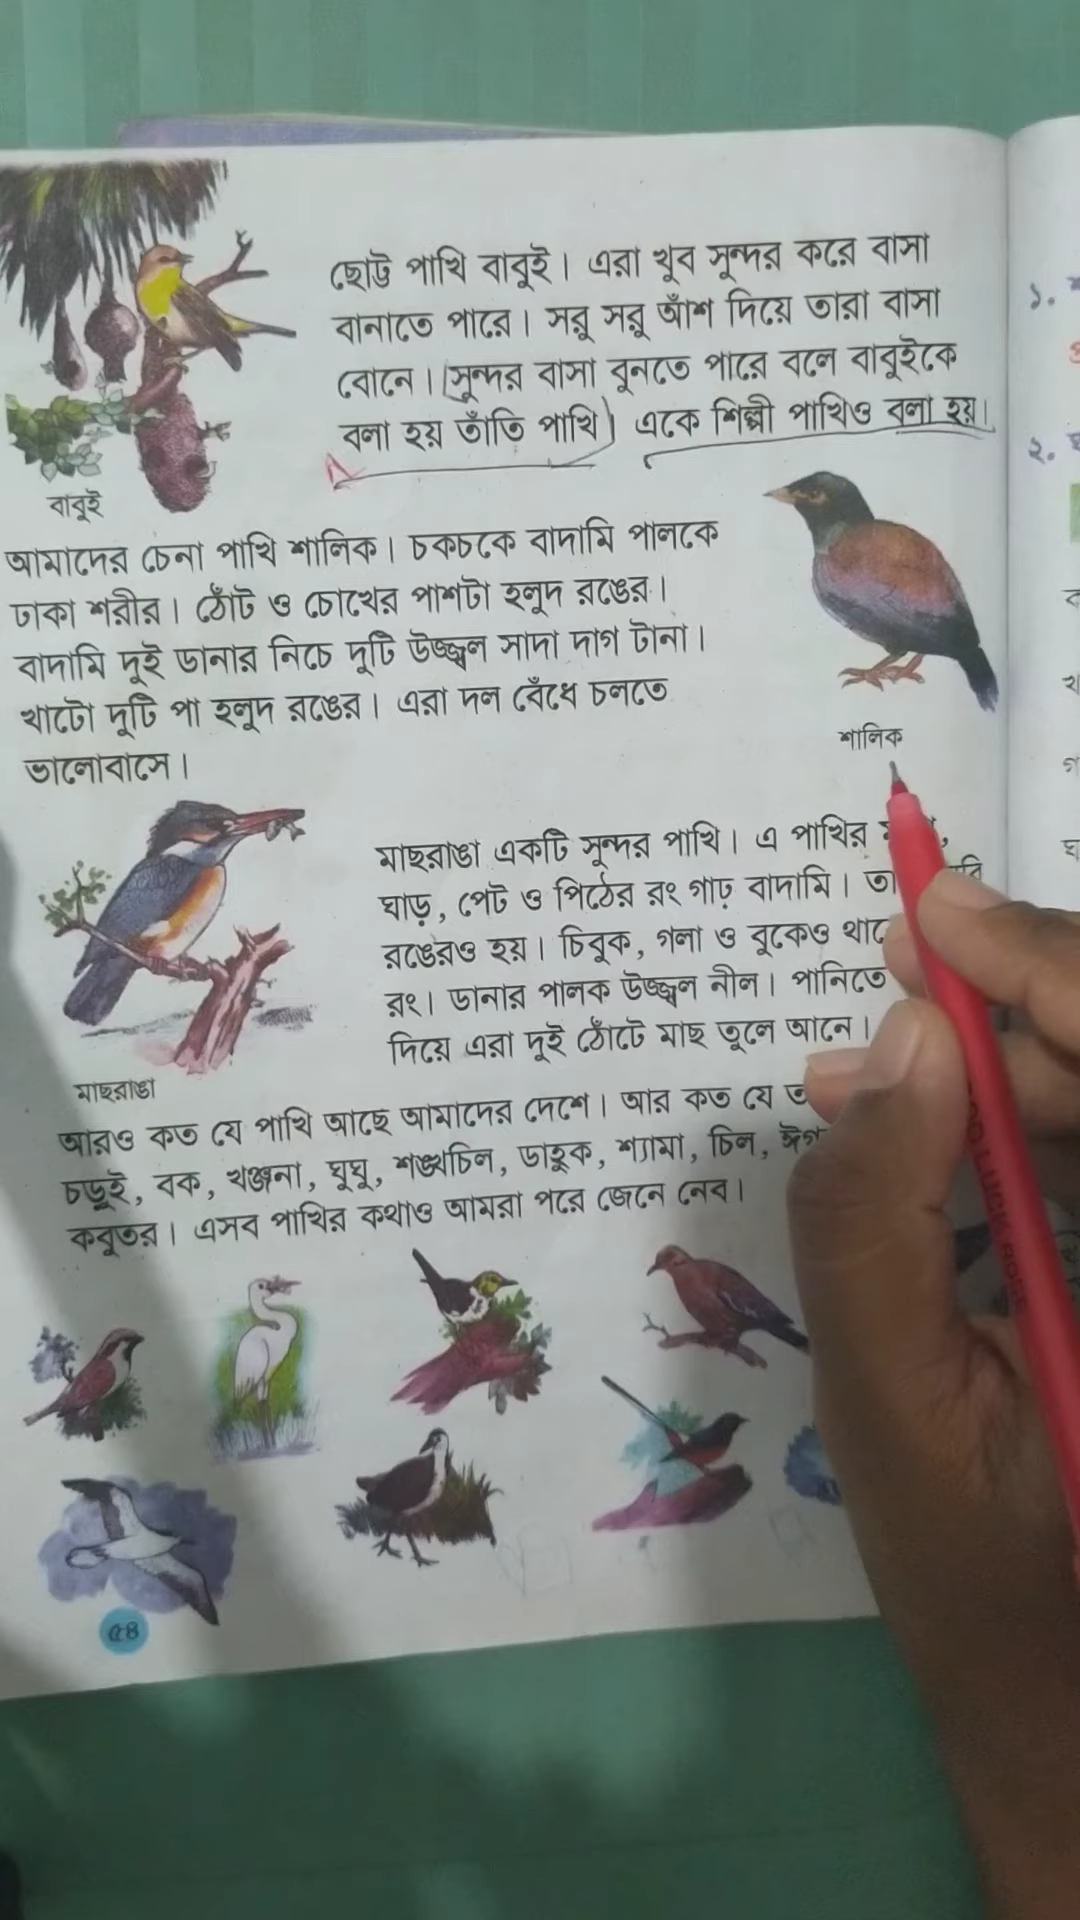 ছোট্ট পাখি বাবুই। এরা খুব সুন্দর করে বাসা
বানাতে পারে। সরু সরু আঁশ দিয়ে তারা বাসা
বোনে। (সুন্দর বাসা বুনতে পারে বলে বাবুইকে
বলা হয় তাঁতি পাখি) একে শিল্পী পাখিও বলা হয়।
বাবুই
আমাদের চেনা পাখি শালিক। চকচকে বাদামি পালকে
ঢাকা শরীর। ঠোঁট ও চোখের পাশটা হলুদ রঙের।
বাদামি দুই ডানার নিচে দুটি উজ্জ্বল সাদা দাগ টানা।
খাটো দুটি পা হলুদ রঙের। এরা দল বেঁধে চলতে
ভালোবাসে।
শালিক
মাছরাঙা একটি সুন্দর পাখি। এ পাখির
ঘাড়, পেট ও পিঠের রং গাঢ় বাদামি।
রঙেরও হয়। চিবুক, গলা ও বুকেও
রং। ডানার পালক উজ্জ্বল নীল। পানিতে
দিয়ে এরা দুই ঠোঁটে মাছ তুলে আনে।
মাছরাঙা
আরও কত যে পাখি আছে আমাদের দেশে। আর কত যে
চড়ুই, বক, খঞ্জনা, ঘুঘু, শঙ্খচিল, ডাহুক, শ্যামা, চিল,
কবুতর। এসব পাখির কথাও আমরা পরে জেনে নেব।
৫৪
১.
২.